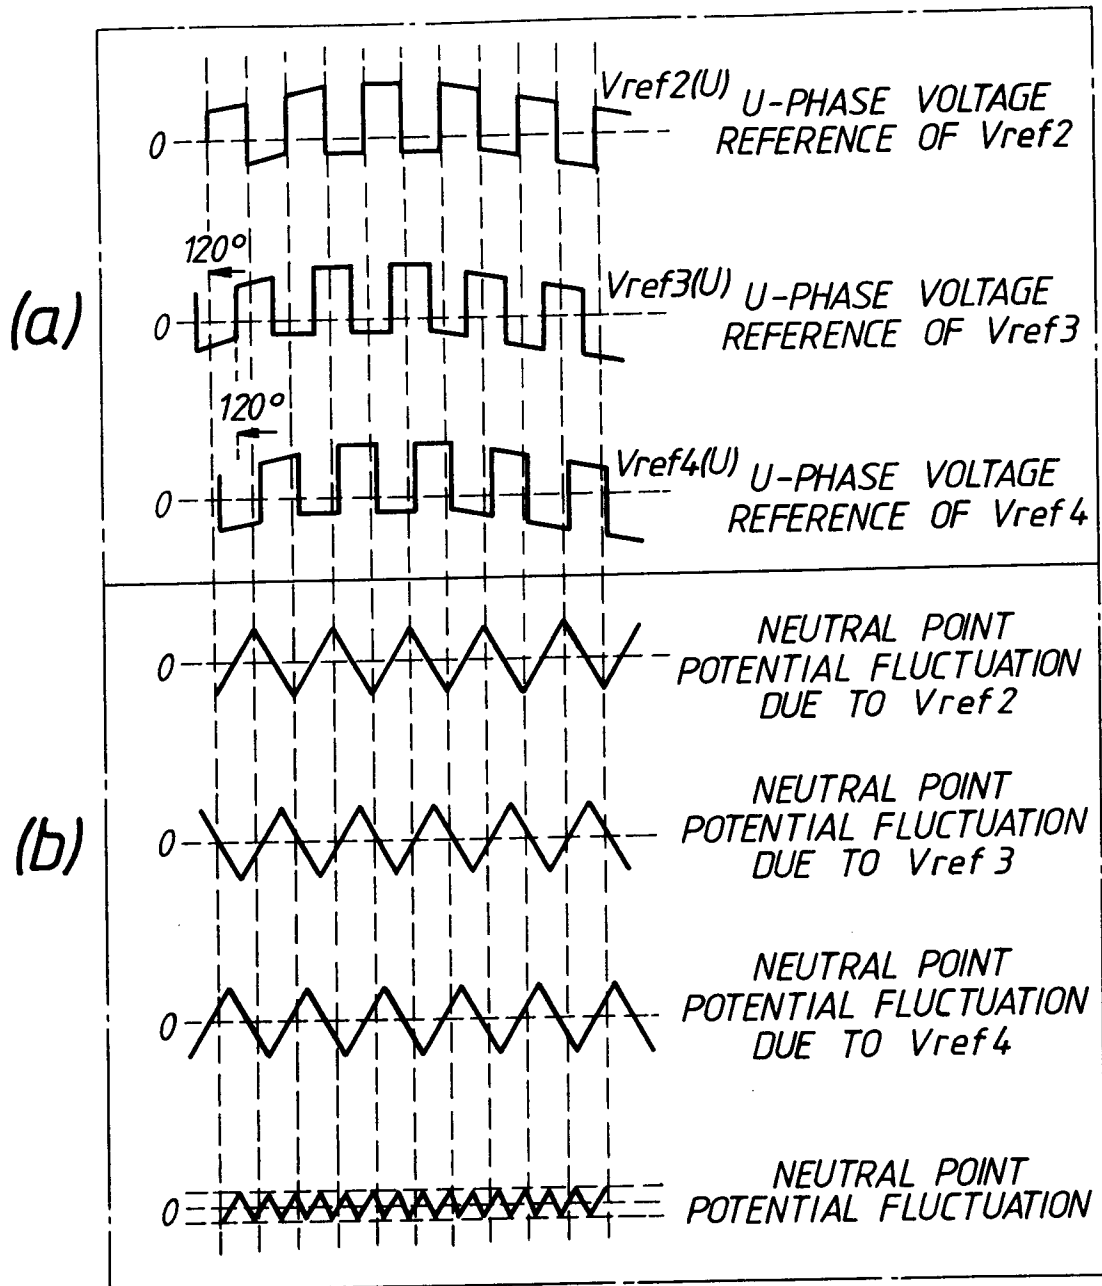 (a)
Vref2(U)
U-PHASE VOLTAGE
REFERENCE OF Vref2
0
120°
Vref3(U)
U-PHASE VOLTAGE
REFERENCE OF Vref3
0
120°
Vref4(U)
U-PHASE VOLTAGE
REFERENCE OF Vref4
0
(b)
NEUTRAL POINT
POTENTIAL FLUCTUATION
DUE TO Vref2
0
NEUTRAL POINT
POTENTIAL FLUCTUATION
DUE TO Vref3
0
NEUTRAL POINT
POTENTIAL FLUCTUATION
DUE TO Vref4
0
NEUTRAL POINT
POTENTIAL FLUCTUATION
0